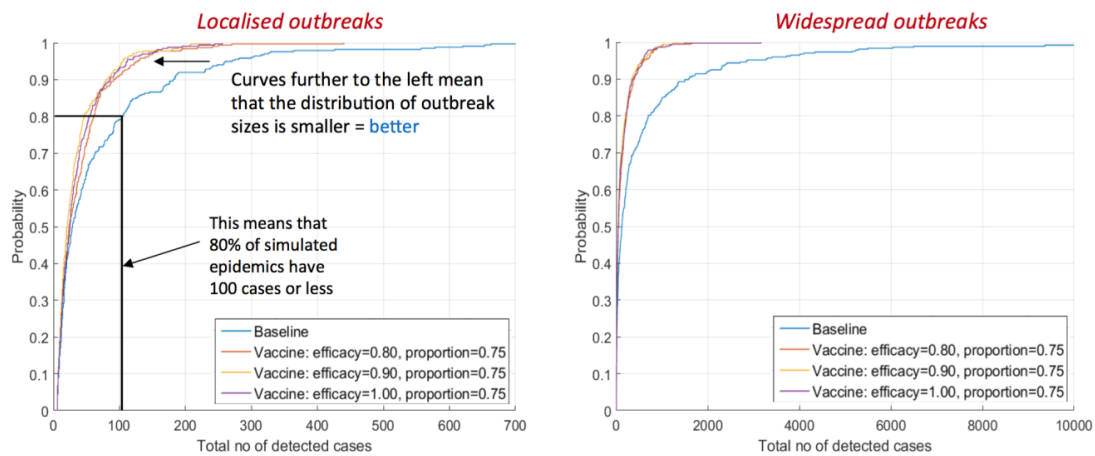 Localised outbreaks
Probability
1
0.9
0.8
0.7
0.6
0.5
0.4
0.3
0.2
0.1
0
Curves further to the left mean
that the distribution of outbreak
sizes is smaller = better
This means that
80% of simulated
epidemics have
100 cases or less
Baseline
Vaccine: efficacy=0.80, proportion=0.75
Vaccine: efficacy=0.90, proportion=0.75
Vaccine: efficacy=1.00, proportion=0.75
0 100 200 300 400 500 600 700
Total no of detected cases
Widespread outbreaks
Probability
1
0.9
0.8
0.7
0.6
0.5
0.4
0.3
0.2
0.1
0
Baseline
Vaccine: efficacy=0.80, proportion=0.75
Vaccine: efficacy=0.90, proportion=0.75
Vaccine: efficacy=1.00, proportion=0.75
0 2000 4000 6000 8000 10000
Total no of detected cases